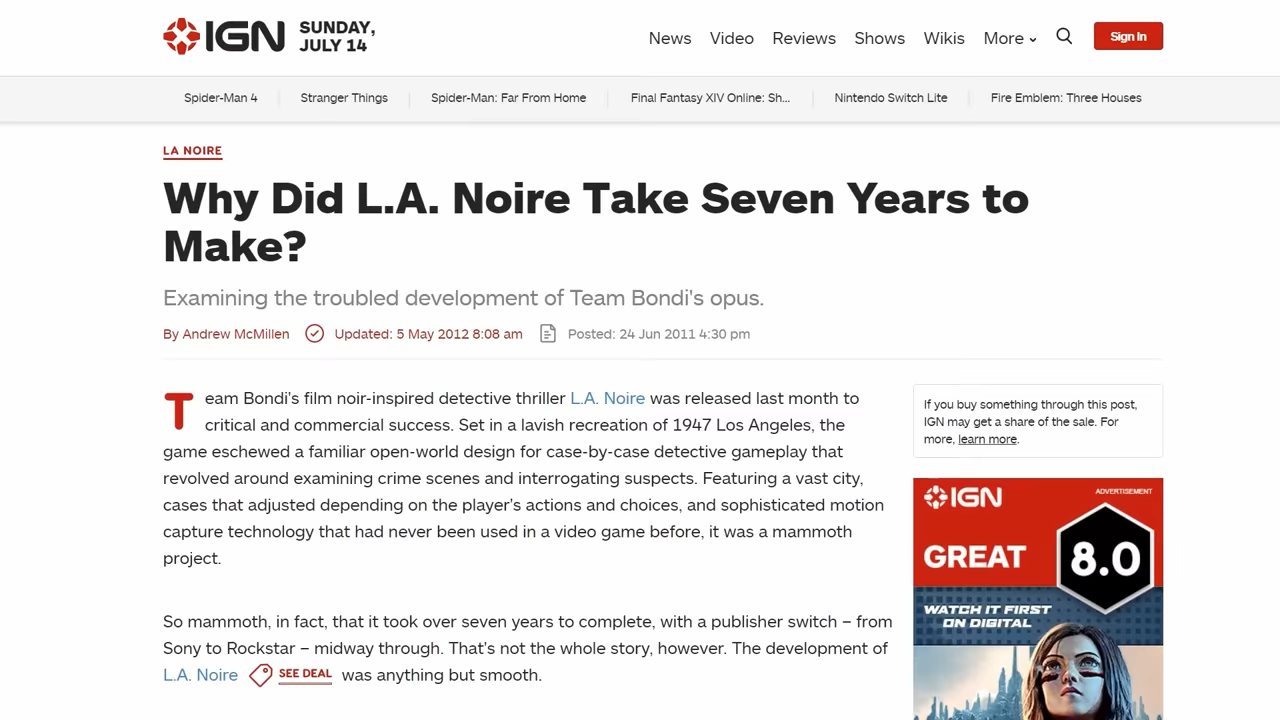 IGN
SUNDAY,
JULY 14
News Video Reviews Shows Wikis More Sign In
Spider-Man 4 Stranger Things Spider-Man: Far From Home Final Fantasy XIV Online: Sh... Nintendo Switch Lite Fire Emblem: Three Houses
LA NOIRE
Why Did L.A. Noire Take Seven Years to
Make?
Examining the troubled development of Team Bondi's opus.
By Andrew McMillen Updated: 5 May 2012 8:08 am Posted: 24 Jun 2011 4:30 pm
Team Bondi's film noir-inspired detective thriller L.A. Noire was released last month to
critical and commercial success. Set in a lavish recreation of 1947 Los Angeles, the
game eschewed a familiar open-world design for case-by-case detective gameplay that
revolved around examining crime scenes and interrogating suspects. Featuring a vast city,
cases that adjusted depending on the player's actions and choices, and sophisticated motion
capture technology that had never been used in a video game before, it was a mammoth
project.
So mammoth, in fact, that it took over seven years to complete, with a publisher switch – from
Sony to Rockstar – midway through. That's not the whole story, however. The development of
L.A. Noire SEE DEAL was anything but smooth.
If you buy something through this post,
IGN may get a share of the sale. For
more, learn more.
IGN ADVERTISEMENT
GREAT 8.0
WATCH IT FIRST
ON DIGITAL